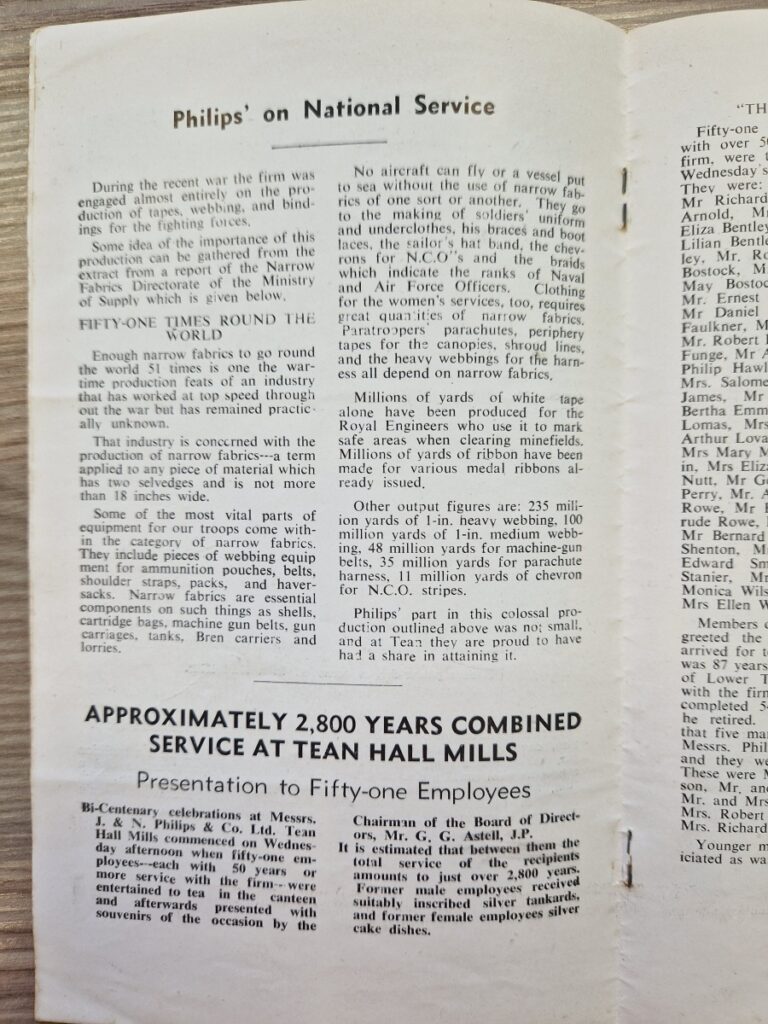 Philips' on National Service
During the recent war the firm was
engaged almost entirely on the pro-
duction of tapes, webbing, and bind-
ings for the fighting forces.
Some idea of the importance of this
production can be gathered from the
extract from a report of the Narrow
Fabrics Directorate of the Ministry
of Supply which is given below.
FIFTY-ONE TIMES ROUND THE
WORLD
Enough narrow fabrics to go round
the world 51 times is one the war-
time production feats of an industry
that has worked at top speed through
out the war but has remained practic-
ally unknown.
That industry is concerned with the
production of narrow fabrics---a term
applied to any piece of material which
has two selvedges and is not more
than 18 inches wide.
Some of the most vital parts of
equipment for our troops come with-
in the category of narrow fabrics.
They include pieces of webbing equip
ment for ammunition pouches, belts,
shoulder straps, packs, and haver-
sacks. Narrow fabrics are essential
components on such things as shells,
cartridge bags, machine gun belts, gun
carriages, tanks, Bren carriers and
lorries.
No aircraft can fly or a vessel put
to sea without the use of narrow fab-
rics of one sort or another. They go
to the making of soldiers' uniform
and underclothes, his braces and boot
laces, the sailor's hat band, the chev-
rons for N.C.O"s and the braids
which indicate the ranks of Naval
and Air Force Officers. Clothing
for the women's services, too, requires
great quantities of narrow fabrics.
Paratroopers' parachutes, periphery
tapes for the canopies, shroud lines,
and the heavy webbings for the harn-
ess all depend on narrow fabrics.
Millions of yards of white tape
alone have been produced for the
Royal Engineers who use it to mark
safe areas when clearing minefields.
Millions of yards of ribbon have been
made for various medal ribbons al-
ready issued.
Other output figures are: 235 mill-
ion yards of 1-in. heavy webbing, 100
million yards of 1-in. medium webb-
ing, 48 million yards for machine-gun
belts, 35 million yards for parachute
harness, 11 million yards of chevron
for N.C.O. stripes.
Philips' part in this colossal pro-
duction outlined above was not small,
and at Tean they are proud to have
had a share in attaining it.
APPROXIMATELY 2,800 YEARS COMBINED
SERVICE AT TEAN HALL MILLS
Presentation to Fifty-one Employees
Bi-Centenary celebrations at Messrs.
J. & N. Philips & Co. Ltd. Tean
Hall Mills commenced on Wednes-
day afternoon when fifty-one em-
ployees---each with 50 years or
more service with the firm-- were
entertained to tea in the canteen
and afterwards presented with
souvenirs of the occasion by the
Chairman of the Board of Direct-
ors, Mr. G. G. Astell, J.P.
It is estimated that between them the
total service of the recipients
amounts to just over 2,800 years.
Former male employees received
suitably inscribed silver tankards,
and former female employees silver
cake dishes.
"TH
Fifty-one
with over 50
firm, were t
Wednesday's
They were:
Mr Richard
Arnold, M
Eliza Bentley
Lilian Bentl
ley, Mr. Ro
Bostock, M
May Bostoc
Mr. Ernest
Mr Daniel
Faulkner, M
Mr. Robert
Funge, Mr A
Philip Hawl
Mrs. Salome
James, Mr
Bertha Emm
Lomas, Mrs
Arthur Lova
Mrs Mary M
in, Mrs Eliza
Nutt, Mr Ge
Perry, Mr. A
Rowe, Mr
rude Rowe,
Mr Bernard
Shenton, M
Edward Sm
Stanier, Mr
Monica Wils
Mrs Ellen W
Members o
greeted the
arrived for t
was 87 years
of Lower T
with the firm
completed 54
he retired.
that five mar
Messrs. Phil
and they we
These were M
son, Mr. and
Mr. and Mrs
Mrs. Robert
Mrs. Richard
Younger m
iciated as wa